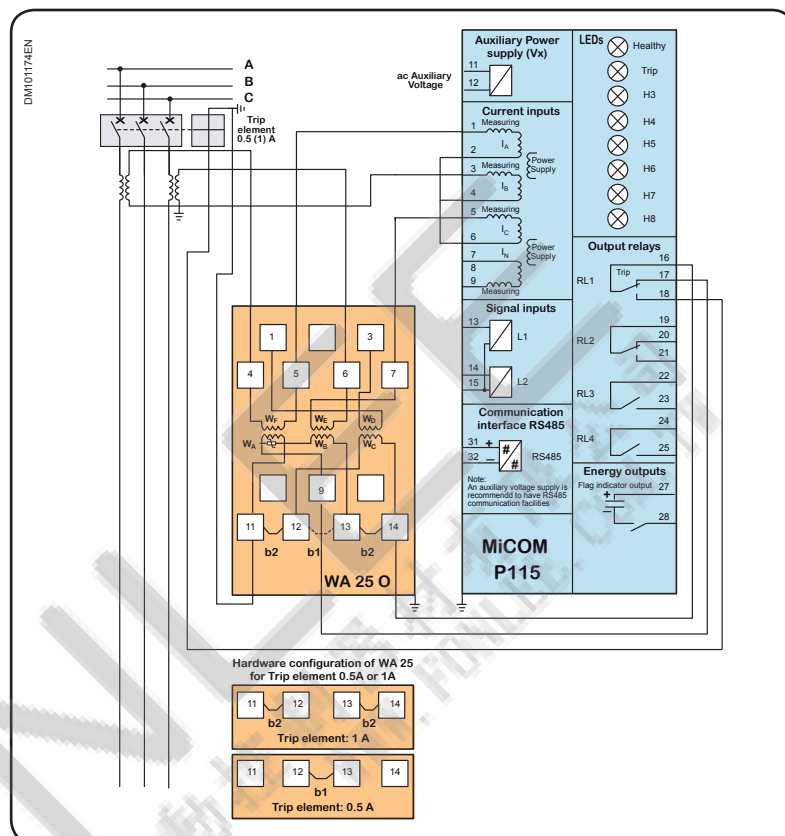 DM101174EN
A
B
C
Trip
element
0.5 (1) A
ac Auxiliary
Voltage
Auxiliary Power
supply (Vx)
11
12
Current inputs
1
Measuring
IA
2
Power
Supply
3
Measuring
IB
4
5
Measuring
IC
6
Power
Supply
7
IN
8
9
Measuring
Signal inputs
13
L1
14
15
L2
Communication
interface RS485
31 +
32 –
# #
RS485
Note:
An auxiliary voltage supply is
recommendd to have RS485
communication facilities
MiCOM
P115
LEDs
Healthy
Trip
H3
H4
H5
H6
H7
H8
Output relays
16
Trip
17
RL1
18
19
20
RL2
21
22
RL3
23
24
RL4
25
Energy outputs
Flag indicator output
27
+
–
28
1
3
4
5
6
7
WF
WE
WD
WA
WB
WC
9
11
12
13
14
b2
b1
b2
WA 25 O
Hardware configuration of WA 25
for Trip element 0.5A or 1A
11
12
13
14
b2
b2
Trip element: 1 A
11
12
13
14
b1
Trip element: 0.5 A